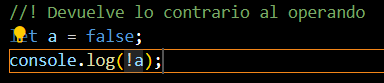 //! Devuelve lo contrario al operando
let a = false;
console.log(!a);